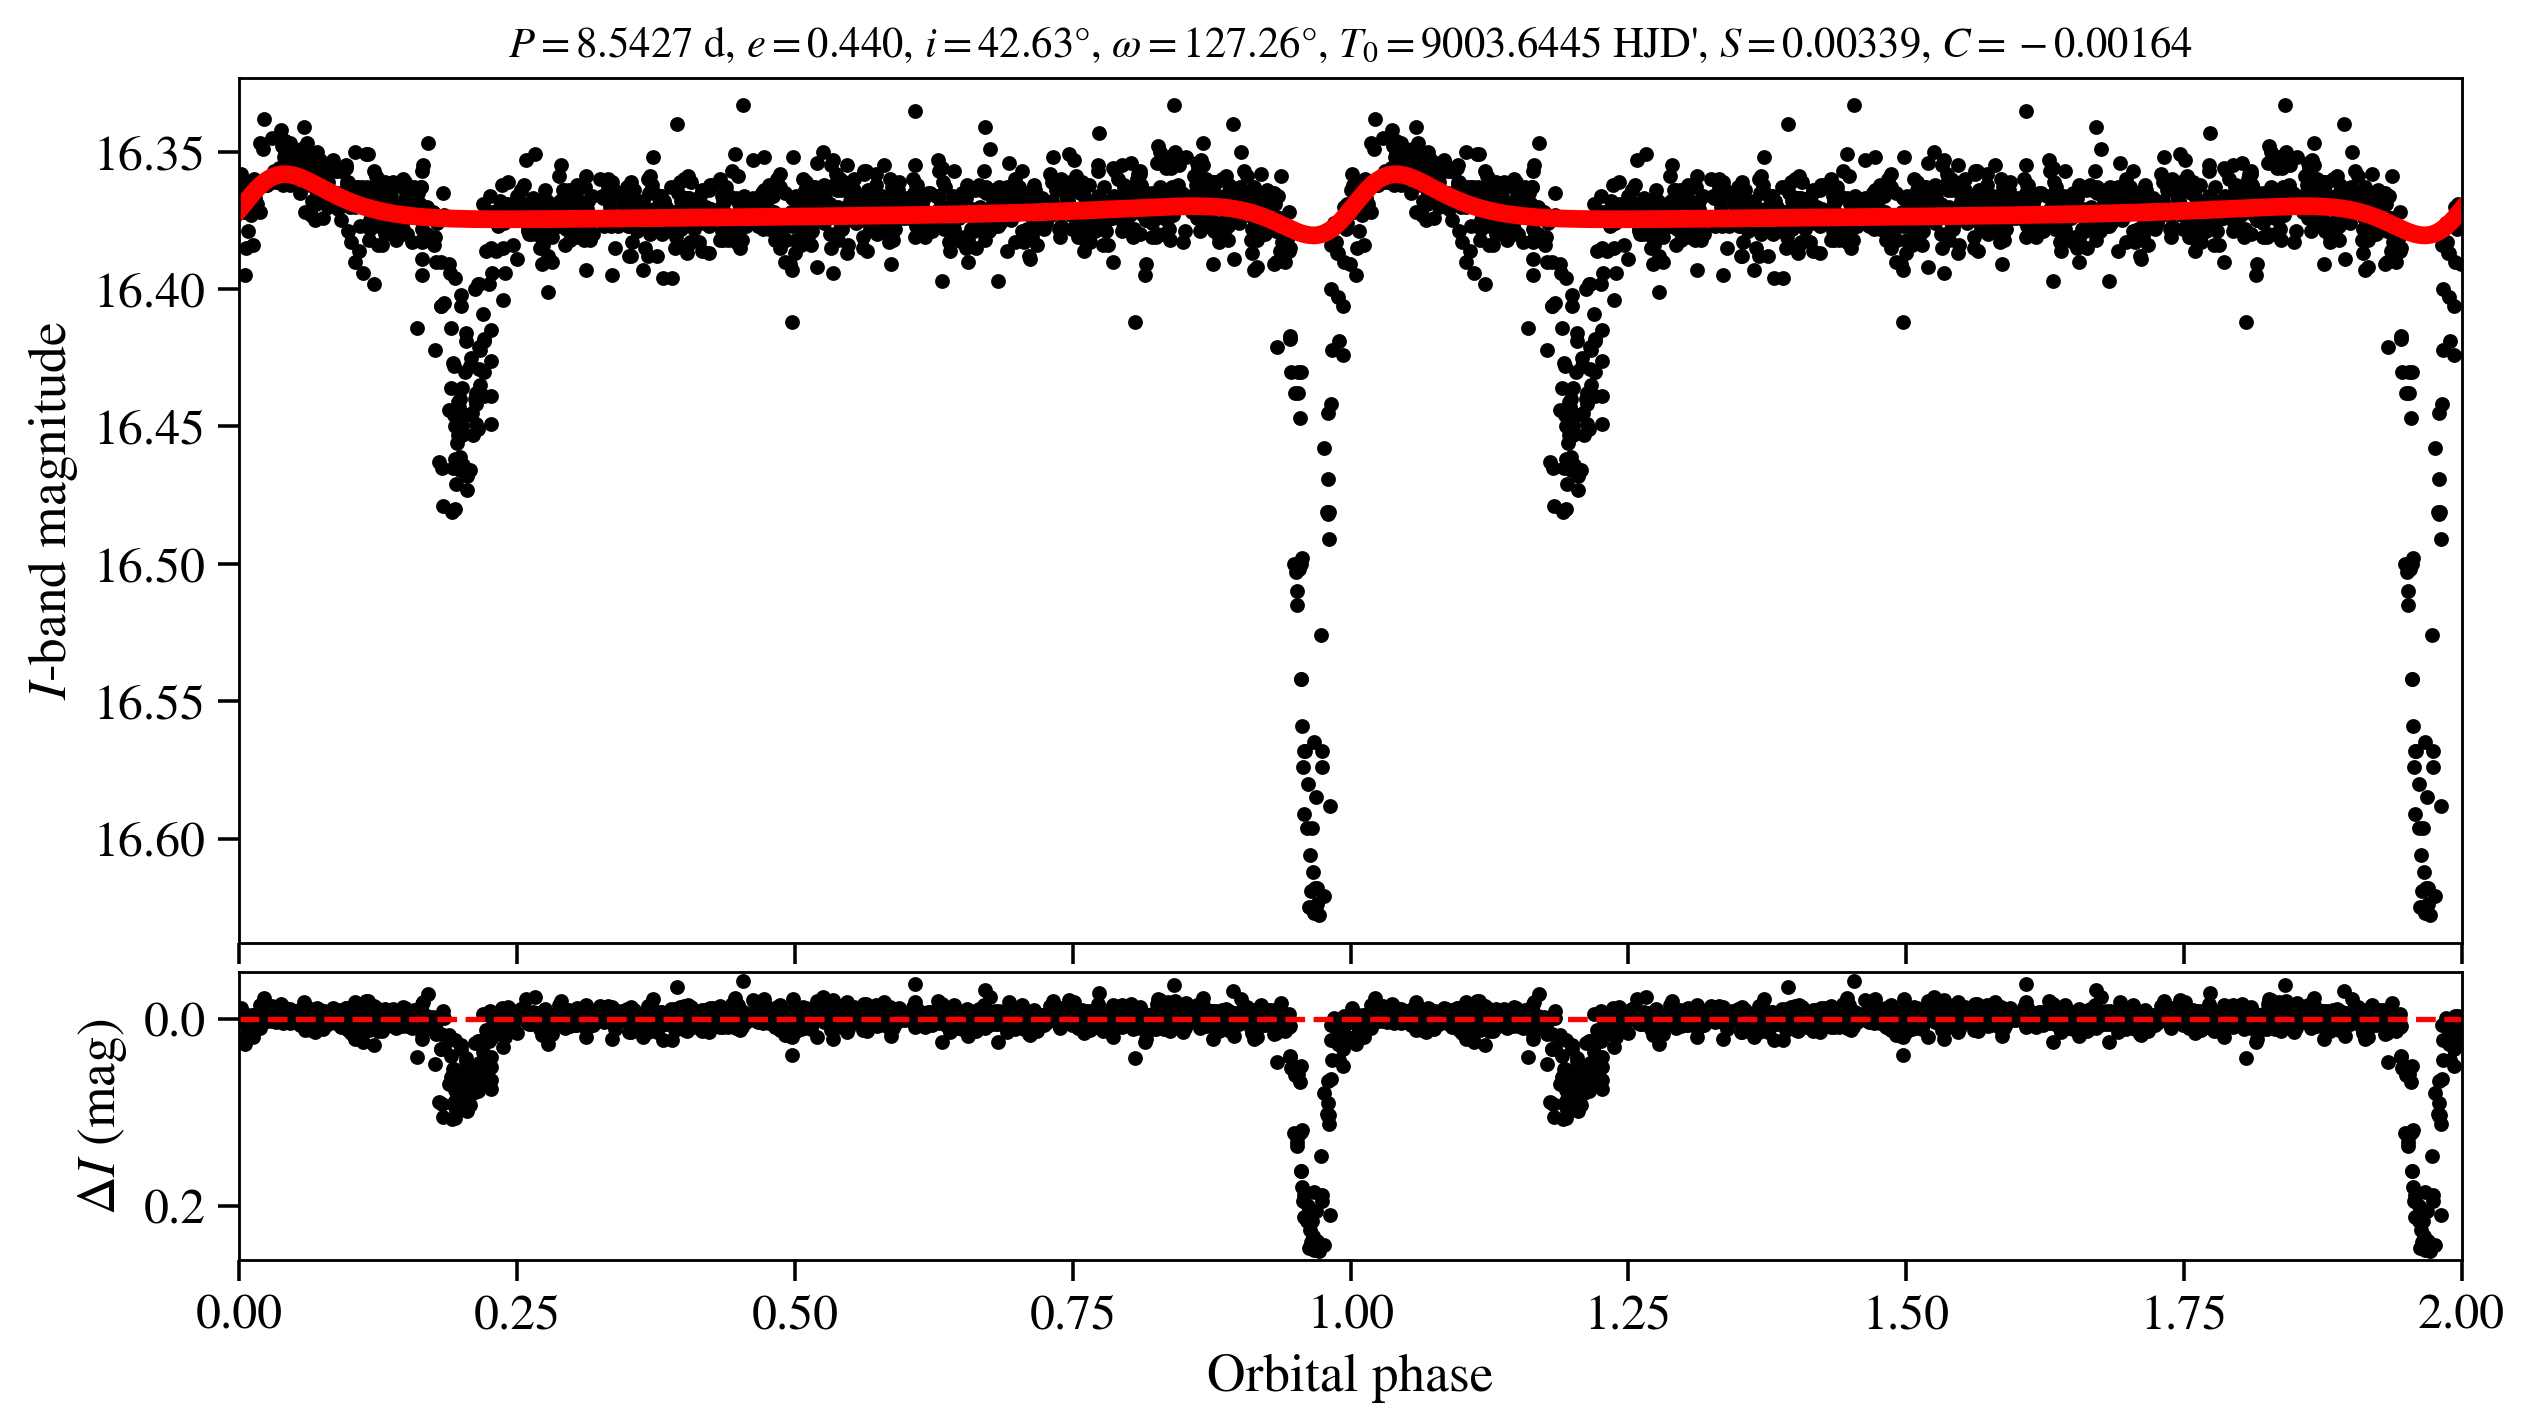 P = 8.5427 d, e = 0.440, i = 42.63°, ω = 127.26°, T₀ = 9003.6445 HJD', S = 0.00339, C = −0.00164
16.35
16.40
16.45
16.50
16.55
16.60
I-band magnitude
0.0
0.2
ΔI (mag)
0.00 0.25 0.50 0.75 1.00 1.25 1.50 1.75 2.00
Orbital phase